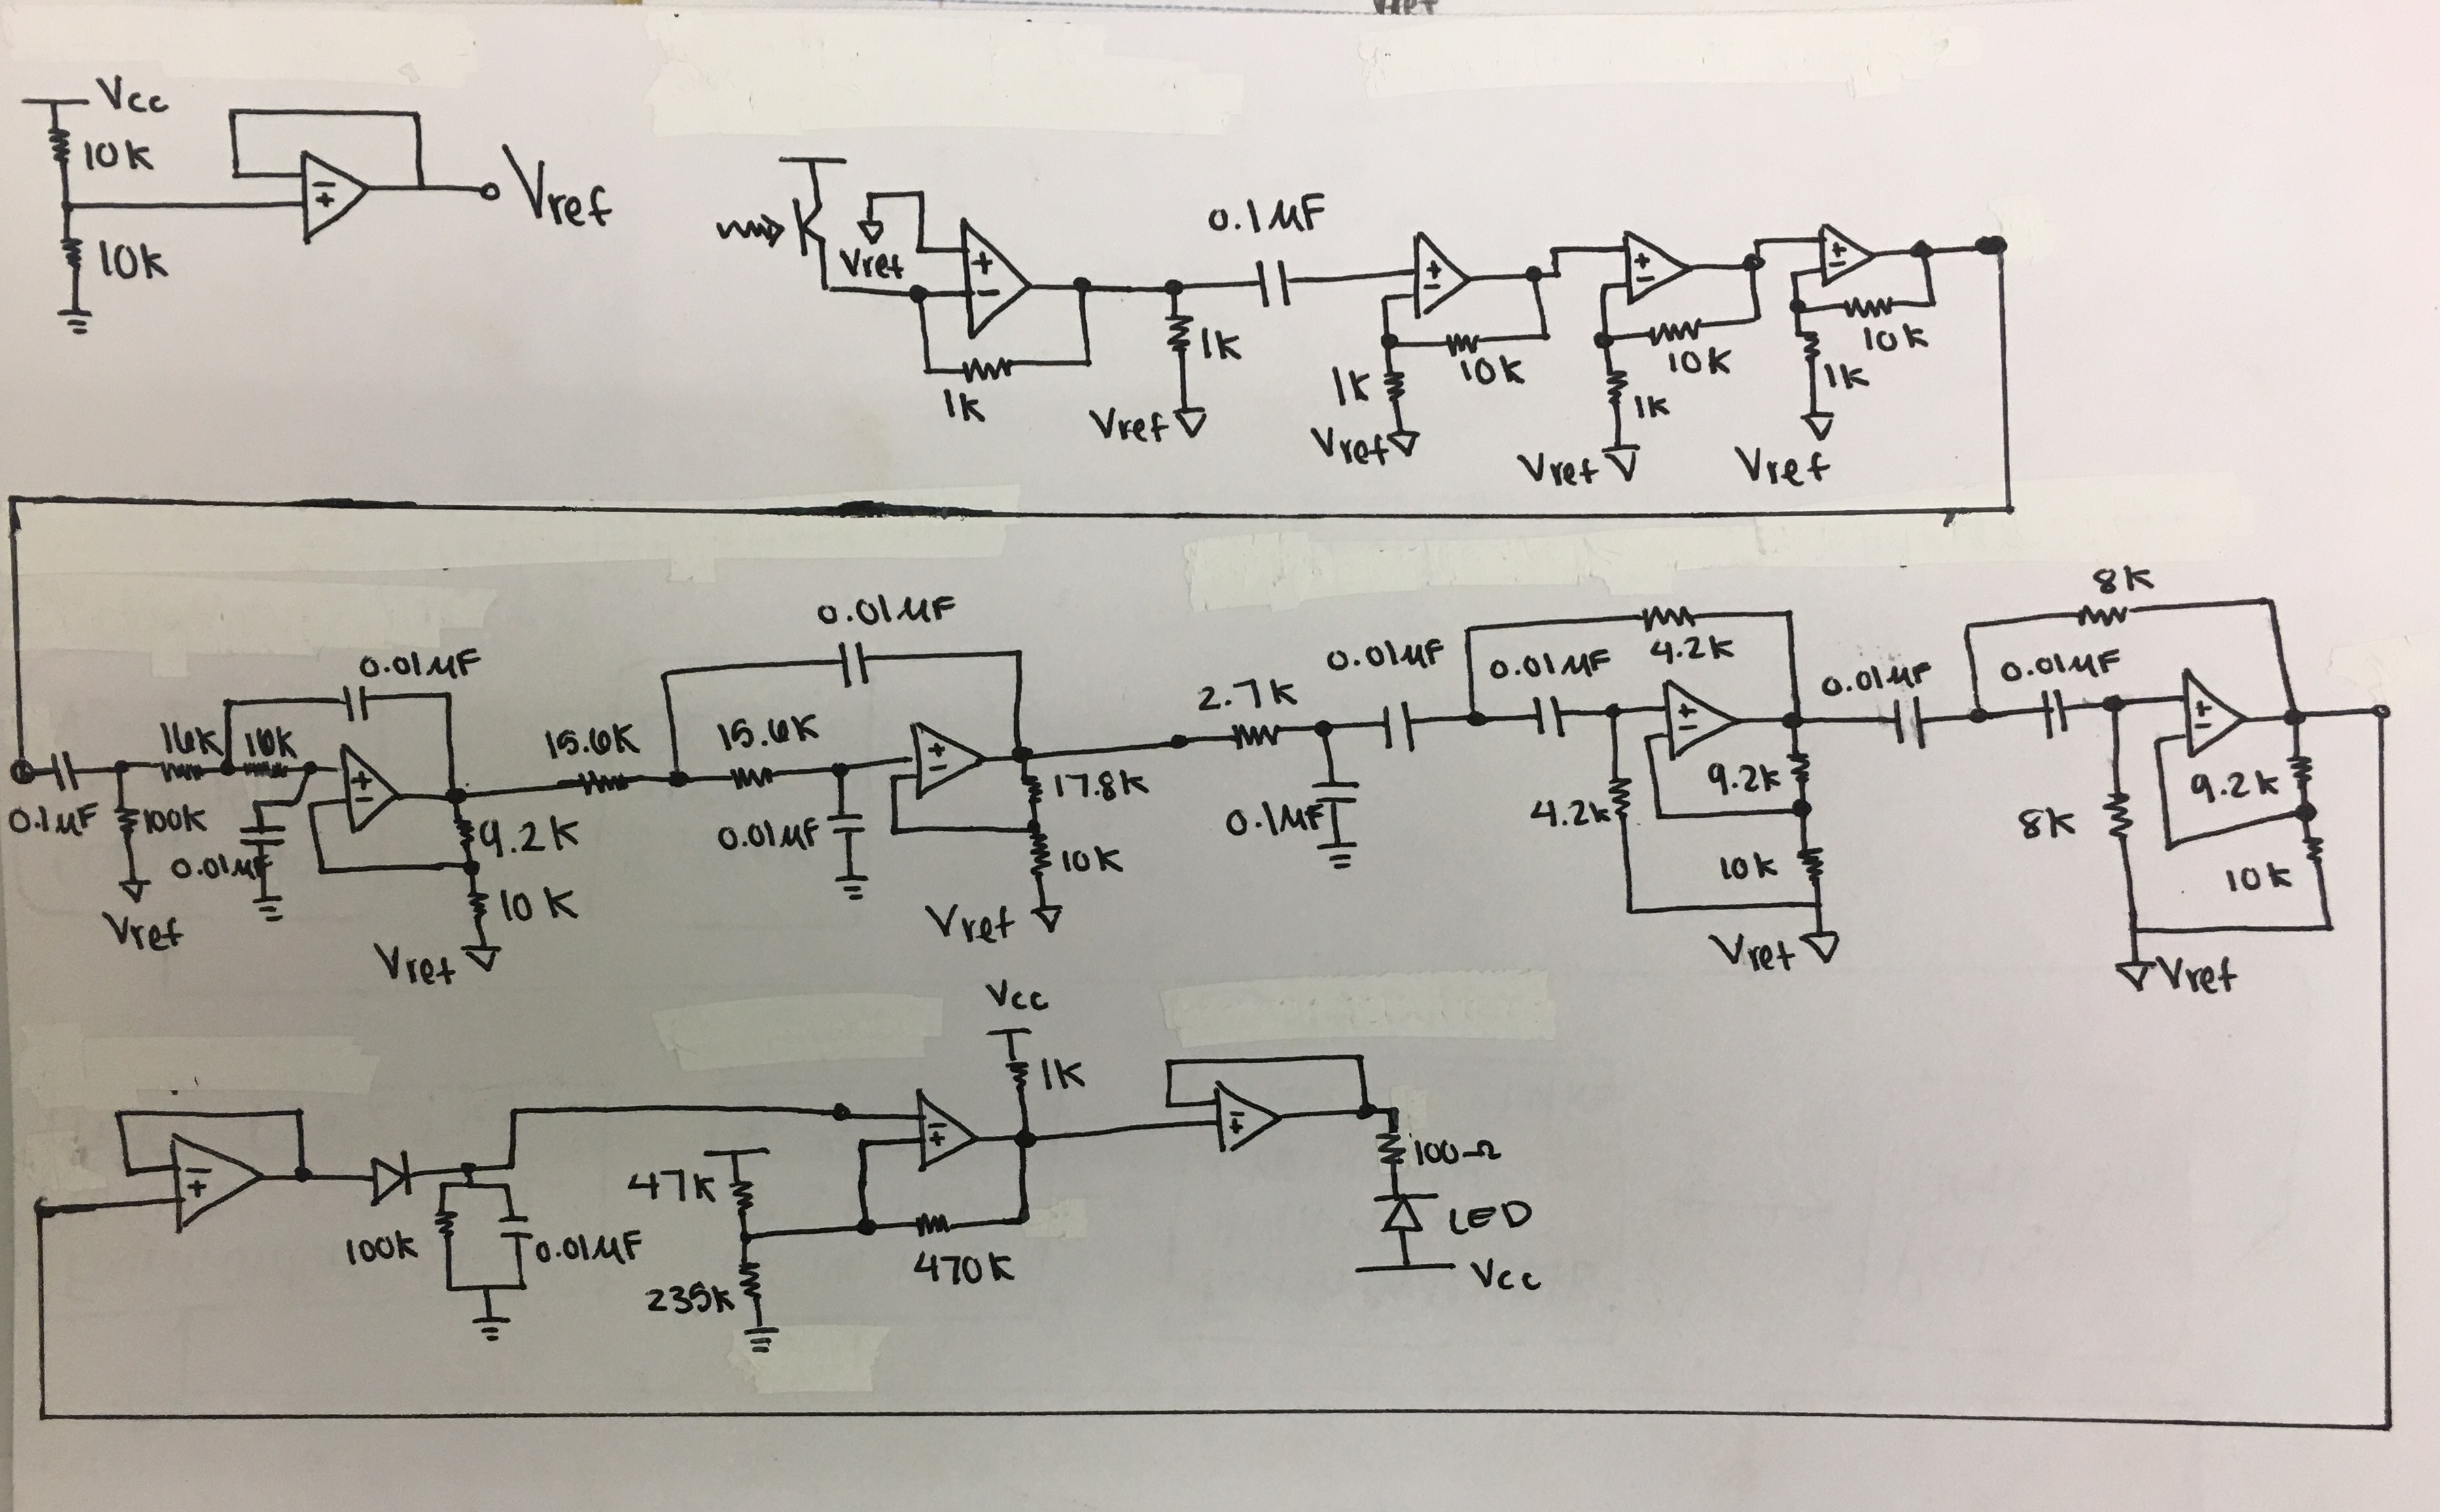 Vcc
10K
10K
- +
Vref
Vref
+ -
1K
1K
Vref
0.1µF
+ -
10K
1K
Vref
+ -
10K
1K
Vref
+ -
10K
1K
Vref
0.1µF
100K
Vref
0.01µF
0.01µF
+ -
9.2K
10K
Vref
15.6K
15.6K
0.01µF
0.01µF
+ -
17.8K
10K
Vref
2.7K
0.1µF
0.01µF
0.01µF
4.2K
4.2K
+ -
9.2K
10K
Vref
0.01µF
0.01µF
8K
8K
+ -
9.2K
10K
Vref
- +
100K
0.01µF
47K
235K
- +
470K
Vcc
1K
- +
100Ω
LED
Vcc